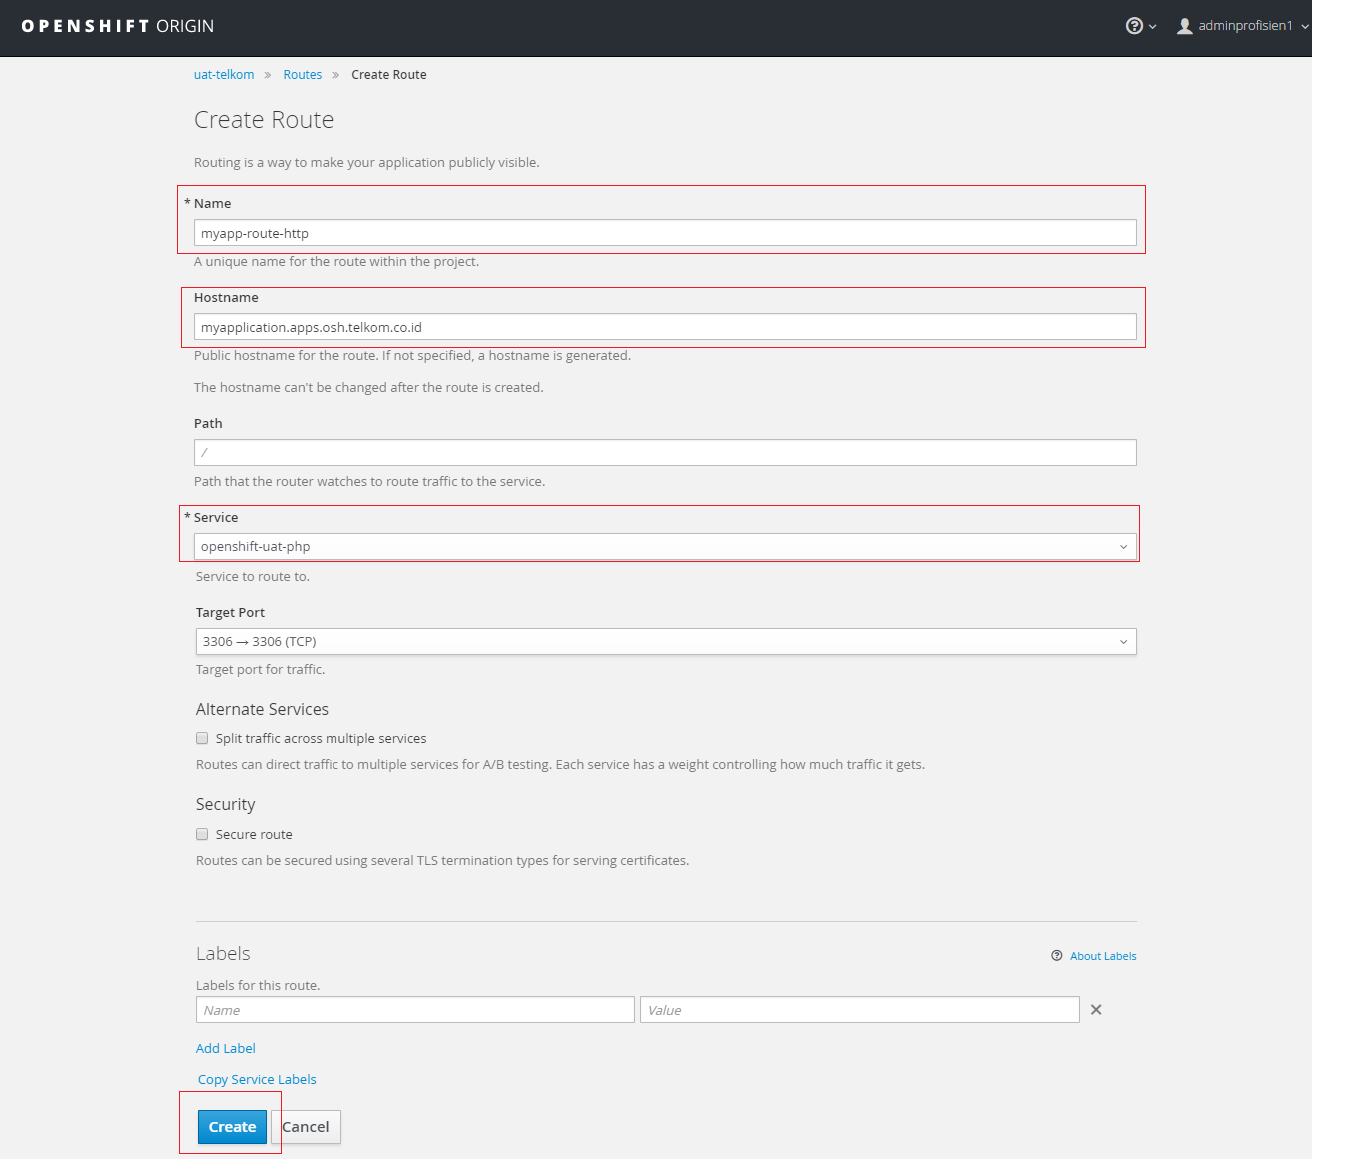 OPENSHIFT ORIGIN
adminprofisien1
uat-telkom » Routes » Create Route
Create Route
Routing is a way to make your application publicly visible.
* Name
myapp-route-http
A unique name for the route within the project.
Hostname
myapplication.apps.osh.telkom.co.id
Public hostname for the route. If not specified, a hostname is generated.
The hostname can't be changed after the route is created.
Path
/
Path that the router watches to route traffic to the service.
* Service
openshift-uat-php
Service to route to.
Target Port
3306 → 3306 (TCP)
Target port for traffic.
Alternate Services
Split traffic across multiple services
Routes can direct traffic to multiple services for A/B testing. Each service has a weight controlling how much traffic it gets.
Security
Secure route
Routes can be secured using several TLS termination types for serving certificates.
Labels
About Labels
Labels for this route.
Name Value
Add Label
Copy Service Labels
Create Cancel